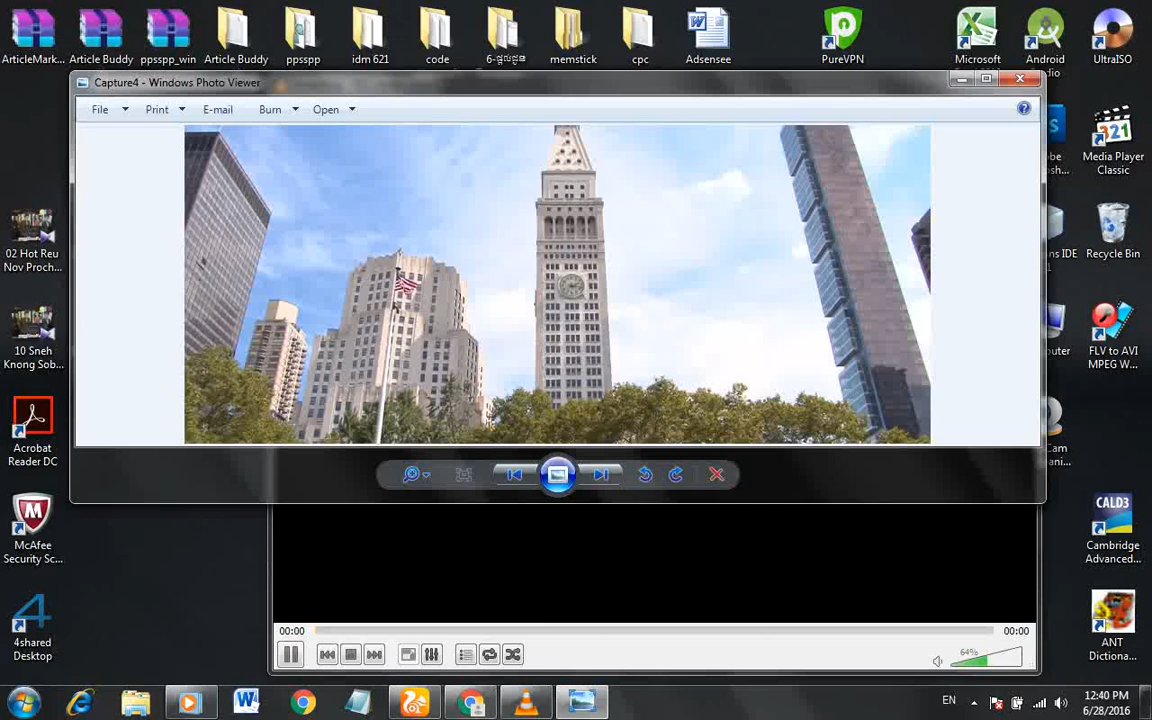 ArticleMark...
Article Buddy
ppsspp_win
Article Buddy
ppsspp
idm 621
code
memstick
cpc
Adsensee
PureVPN
Microsoft
Android
UltraISO
Capture4 - Windows Photo Viewer
File
Print
E-mail
Burn
Open
321
Media Player
Classic
02 Hot Reu
Nov Proch...
Recycle Bin
10 Sneh
Knong Sob...
FLV to AVI
MPEG W...
Acrobat
Reader DC
McAfee
Security Sc...
CALD3
Cambridge
Advanced...
4shared
Desktop
ANT
Dictiona...
00:00
00:00
64%
EN
12:40 PM
6/28/2016